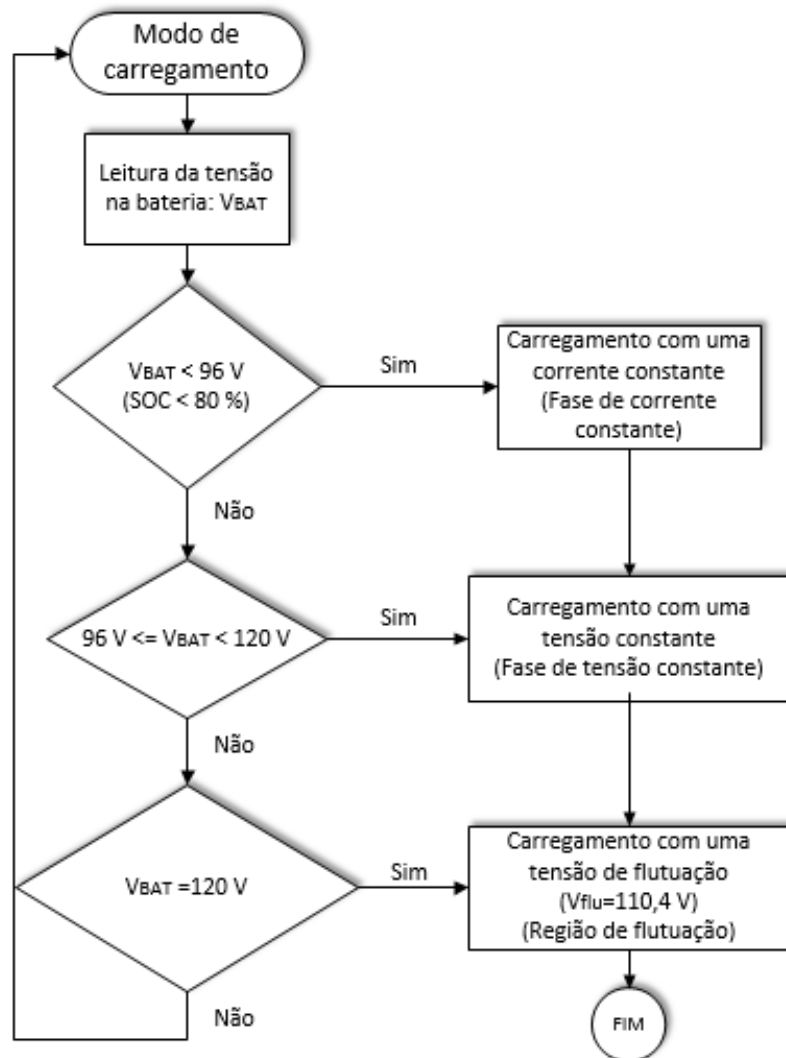 Modo de
carregamento
Leitura da tensão
na bateria: VBAT
VBAT < 96 V
(SOC < 80 %)
Sim
Carregamento com uma
corrente constante
(Fase de corrente
constante)
Não
96 V <= VBAT < 120 V
Sim
Carregamento com uma
tensão constante
(Fase de tensão constante)
Não
VBAT =120 V
Sim
Carregamento com uma
tensão de flutuação
(Vflu=110,4 V)
(Região de flutuação)
Não
FIM